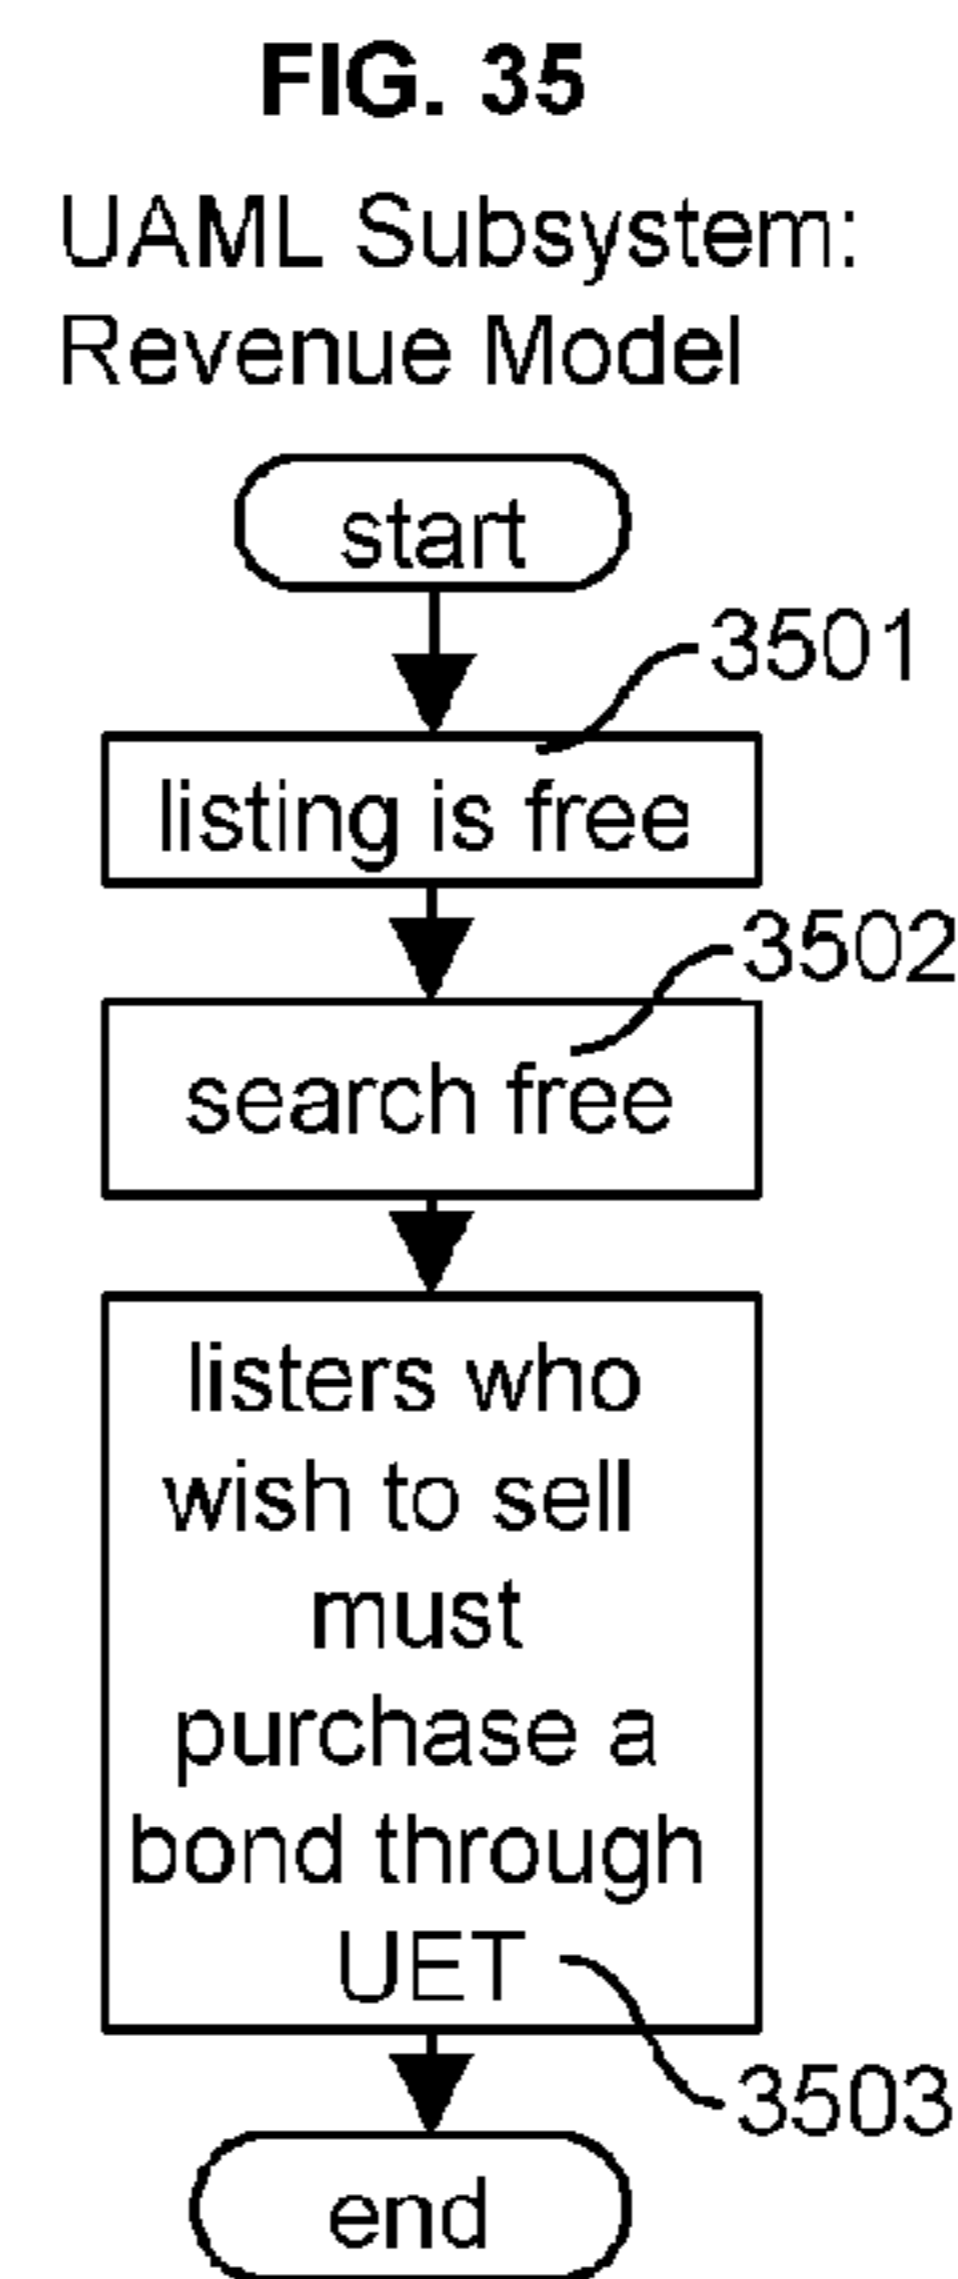 FIG. 35
UAML Subsystem:
Revenue Model
start
3501
listing is free
3502
search free
listers who
wish to sell
must
purchase a
bond through
UET
3503
end